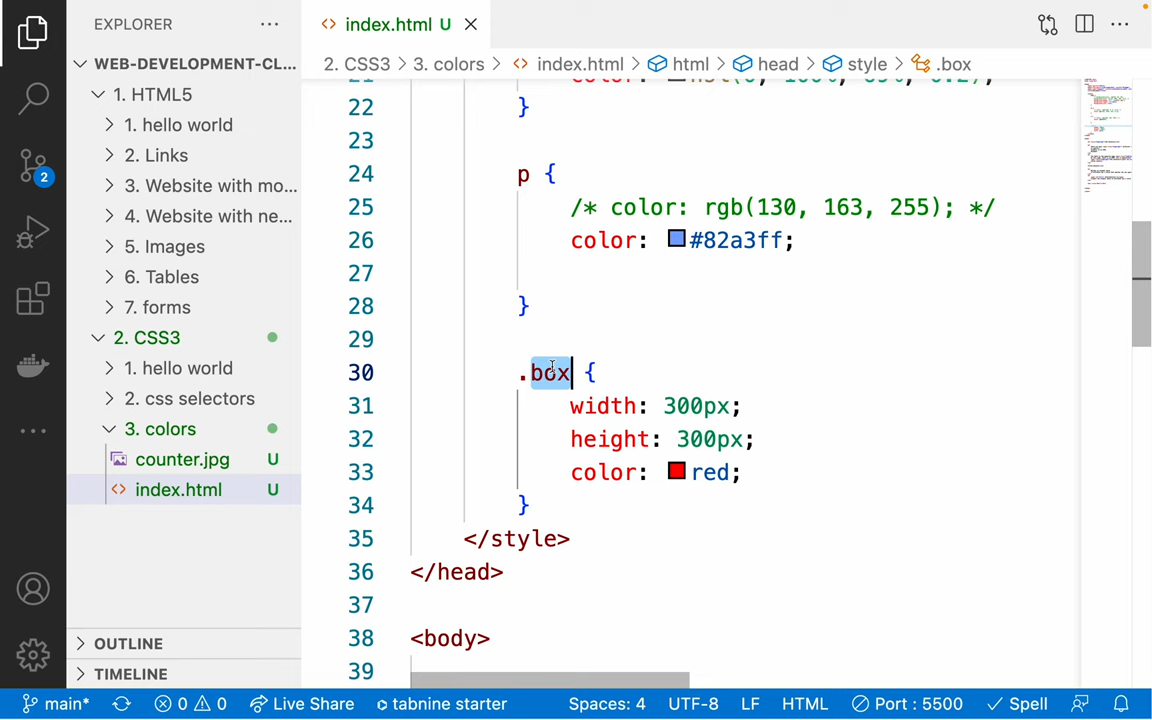 EXPLORER
WEB-DEVELOPMENT-CL...
1. HTML5
1. hello world
2. Links
3. Website with mo...
4. Website with ne...
5. Images
6. Tables
7. forms
2. CSS3
1. hello world
2. css selectors
3. colors
counter.jpg U
index.html U
OUTLINE
TIMELINE
2
index.html U
2. CSS3 > 3. colors > index.html > html > head > style > .box
22 }
23
24 p {
25 /* color: rgb(130, 163, 255); */
26 color: #82a3ff;
27
28 }
29
30 .box {
31 width: 300px;
32 height: 300px;
33 color: red;
34 }
35 </style>
36 </head>
37
38 <body>
39
main* 0 0 Live Share tabnine starter Spaces: 4 UTF-8 LF HTML Port : 5500 Spell